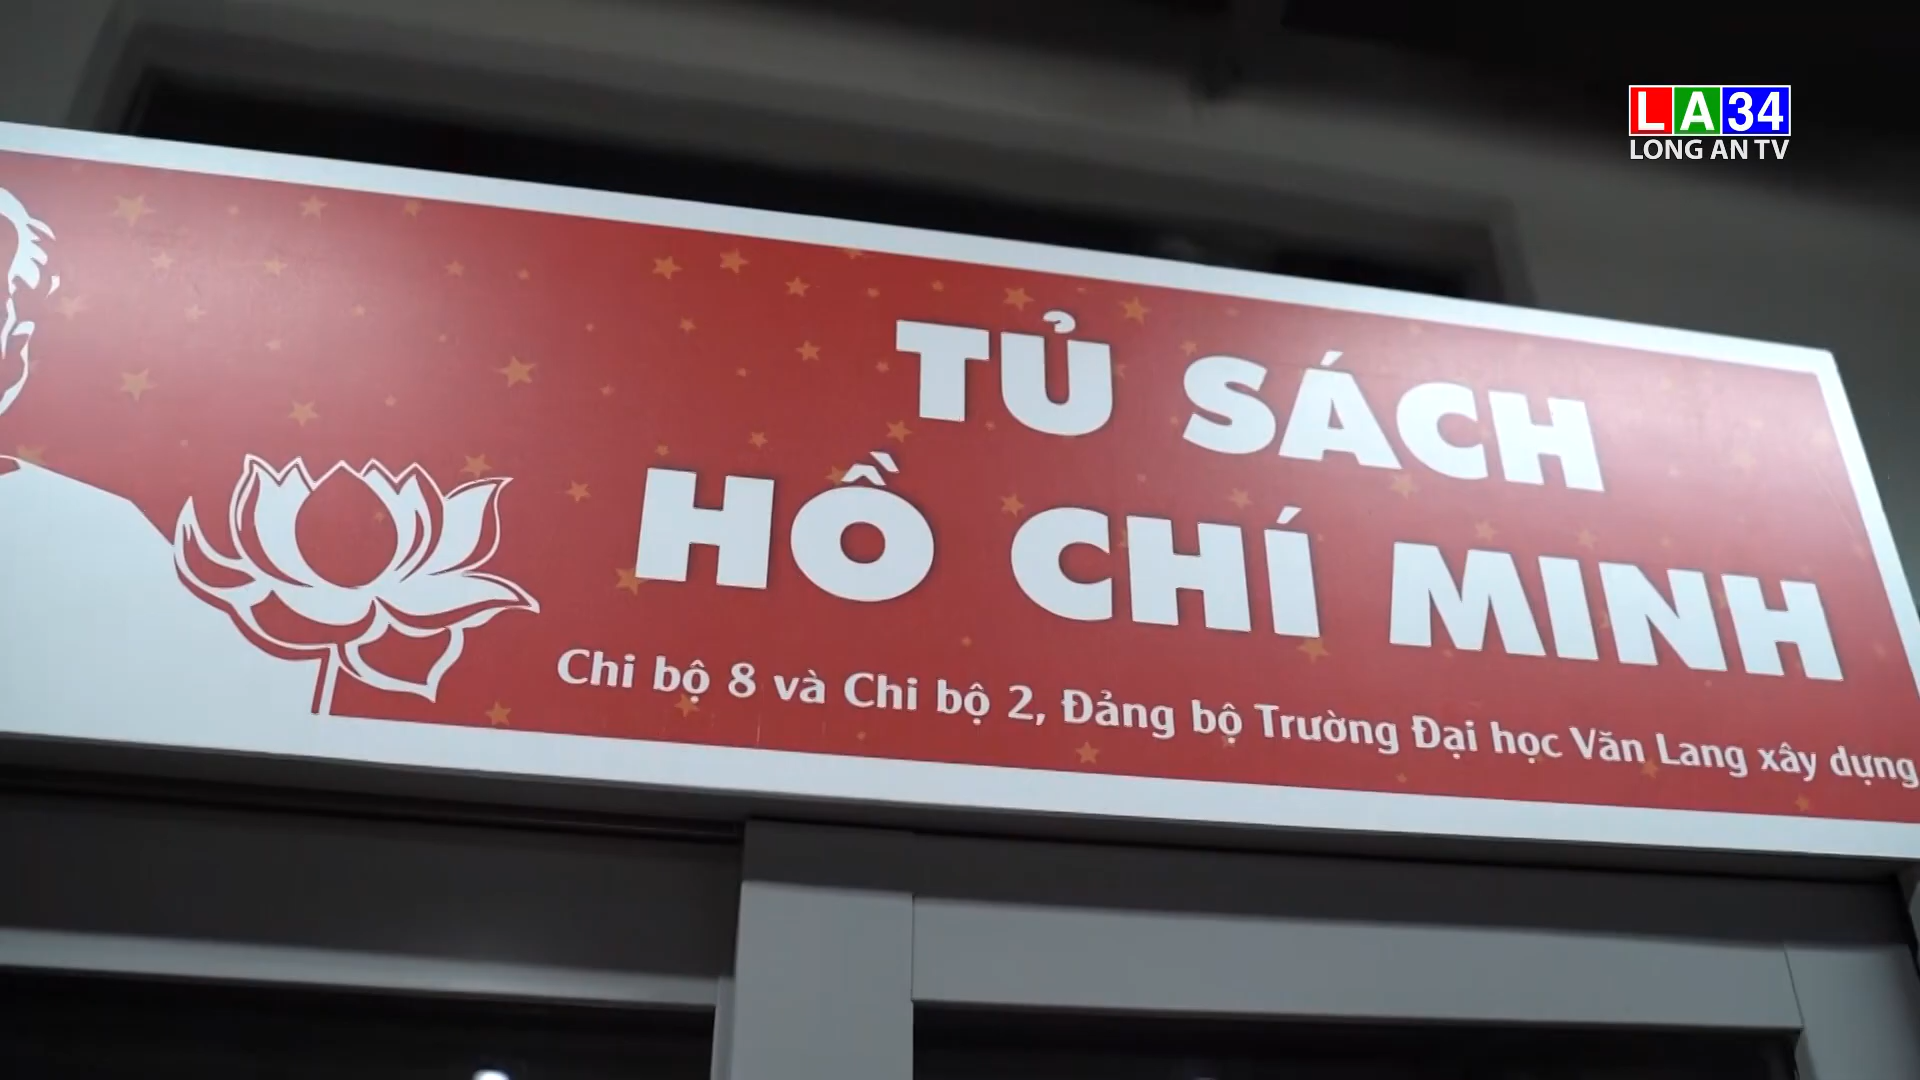 LA34
LONG AN TV
TỦ SÁCH
HỒ CHÍ MINH
Chi bộ 8 và Chi bộ 2, Đảng bộ Trường Đại học Văn Lang xây dựng